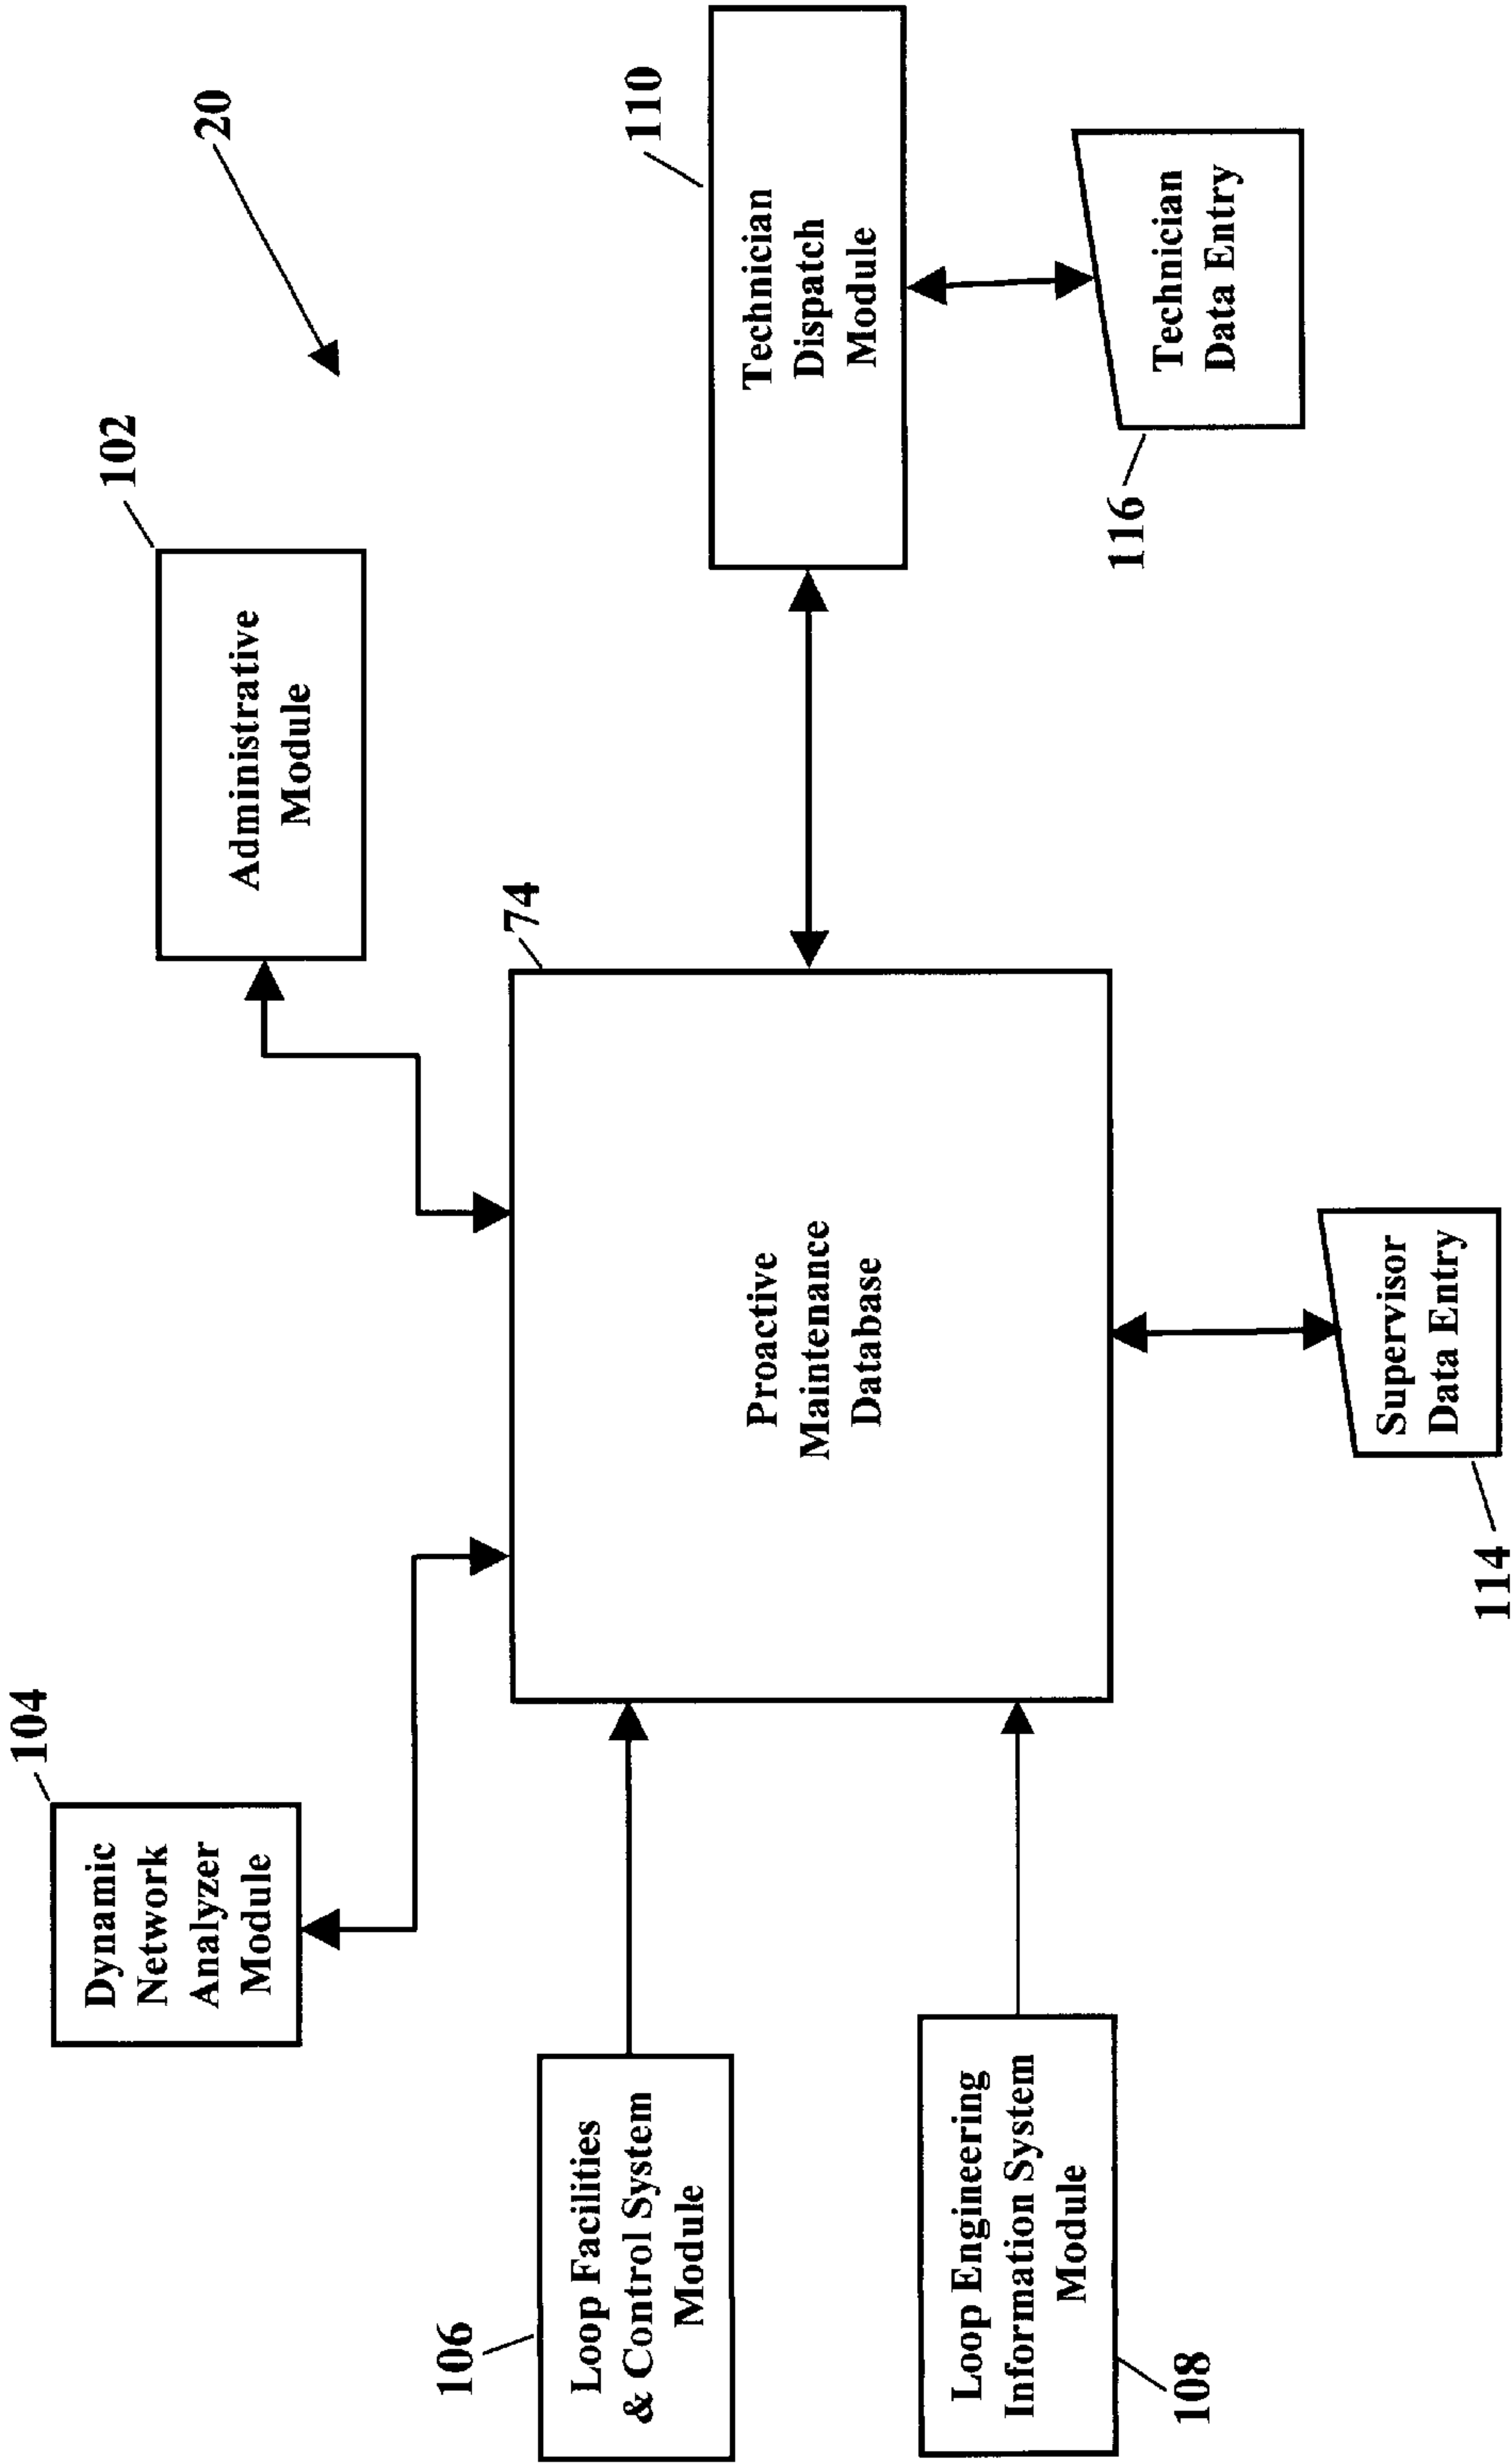 20
104
Dynamic
Network
Analyzer
Module
102
Administrative
Module
106
Loop Facilities
& Control System
Module
74
Proactive
Maintenance
Database
110
Technician
Dispatch
Module
Loop Engineering
Information System
Module
108
114
Supervisor
Data Entry
116
Technician
Data Entry